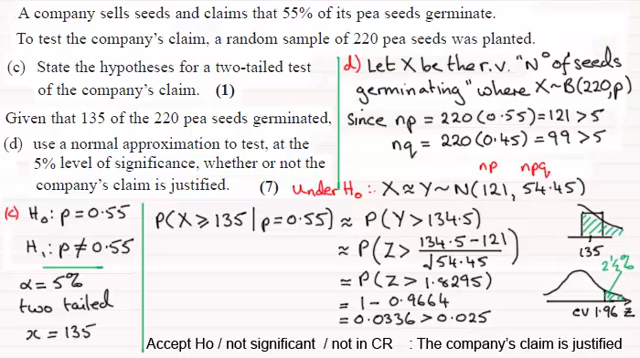 A company sells seeds and claims that 55% of its pea seeds germinate.
To test the company's claim, a random sample of 220 pea seeds was planted.
(c) State the hypotheses for a two-tailed test
of the company's claim. (1)
Given that 135 of the 220 pea seeds germinated,
(d) use a normal approximation to test, at the
5% level of significance, whether or not the
company's claim is justified. (7)
d) Let X be the r.v. "N° of seeds
germinating" where X~B(220,p)
Since np = 220(0.55)=121 >5
nq = 220(0.45)=99 >5
np npq
Under H₀: X ≈ Y ~ N(121, 54.45)
(c) H₀: p=0.55
H₁: p≠0.55
α=5%
two tailed
x=135
P(X⩾135|p=0.55) ≈ P(Y>134.5)
≈ P(Z> (134.5-121)/√54.45)
= P(Z>1.8295)
= 1 - 0.9664
= 0.0336 > 0.025
135
2½%
CV 1.96 Z
Accept Ho / not significant / not in CR : The company's claim is justified